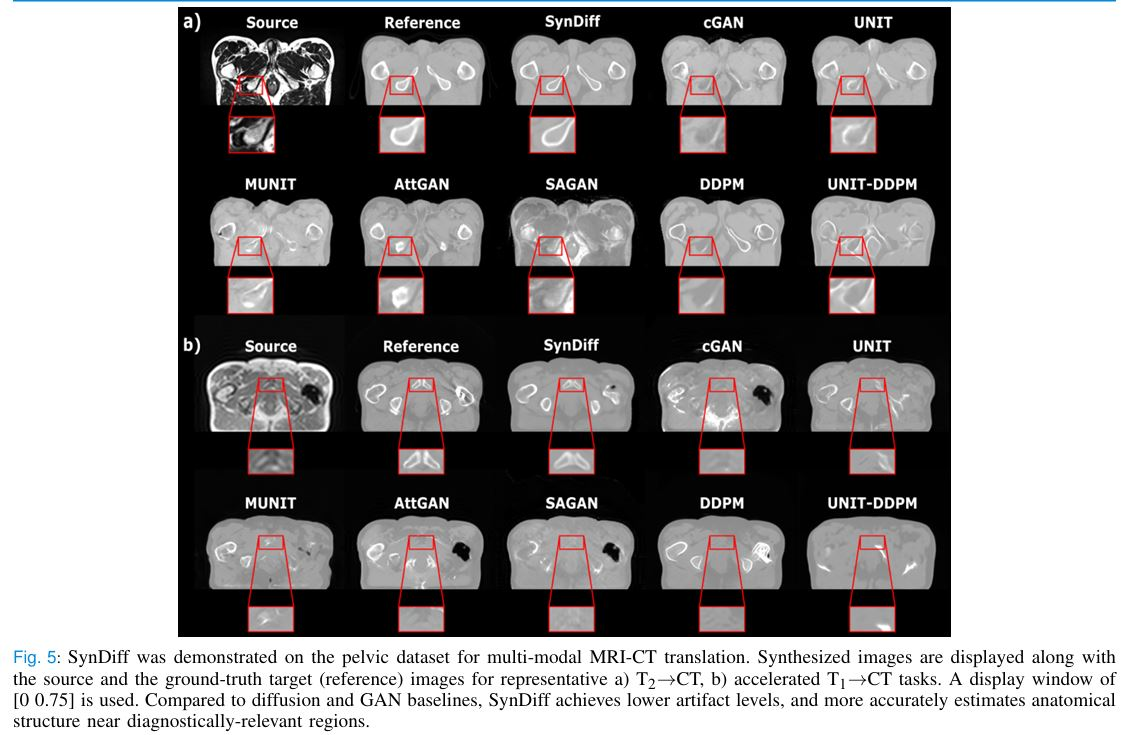 a)
Source Reference SynDiff cGAN UNIT
MUNIT AttGAN SAGAN DDPM UNIT-DDPM
b)
Source Reference SynDiff cGAN UNIT
MUNIT AttGAN SAGAN DDPM UNIT-DDPM
Fig. 5: SynDiff was demonstrated on the pelvic dataset for multi-modal MRI-CT translation. Synthesized images are displayed along with
the source and the ground-truth target (reference) images for representative a) T₂→CT, b) accelerated T₁→CT tasks. A display window of
[0 0.75] is used. Compared to diffusion and GAN baselines, SynDiff achieves lower artifact levels, and more accurately estimates anatomical
structure near diagnostically-relevant regions.